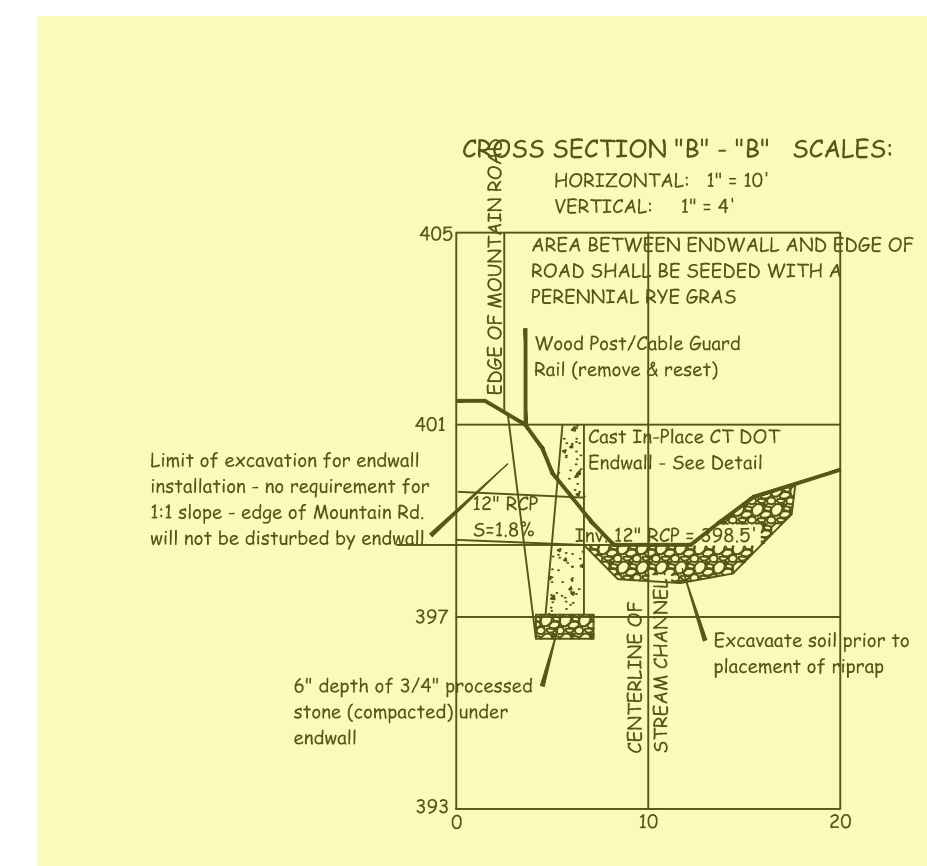 CROSS SECTION "B" - "B" SCALES:
HORIZONTAL: 1" = 10'
VERTICAL: 1" = 4'
EDGE OF MOUNTAIN ROAD
405
AREA BETWEEN ENDWALL AND EDGE OF
ROAD SHALL BE SEEDED WITH A
PERENNIAL RYE GRAS
Wood Post/Cable Guard
Rail (remove & reset)
401
Cast In-Place CT DOT
Endwall - See Detail
Limit of excavation for endwall
installation - no requirement for
1:1 slope - edge of Mountain Rd.
will not be disturbed by endwall
12" RCP
S=1.8%
Inv. 12" RCP = 398.5'
397
CENTERLINE OF
STREAM CHANNEL
Excavaate soil prior to
placement of riprap
6" depth of 3/4" processed
stone (compacted) under
endwall
393
0 10 20